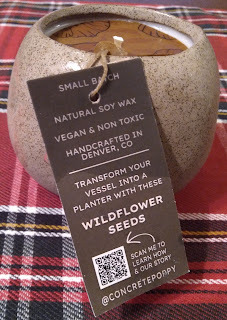 SMALL BATCH
NATURAL SOY WAX
VEGAN & NON TOXIC
HANDCRAFTED IN
DENVER, CO
TRANSFORM YOUR
VESSEL INTO A
PLANTER WITH THESE
WILDFLOWER
SEEDS
SCAN ME TO
LEARN HOW
& OUR STORY
@CONCRETEPOPPY